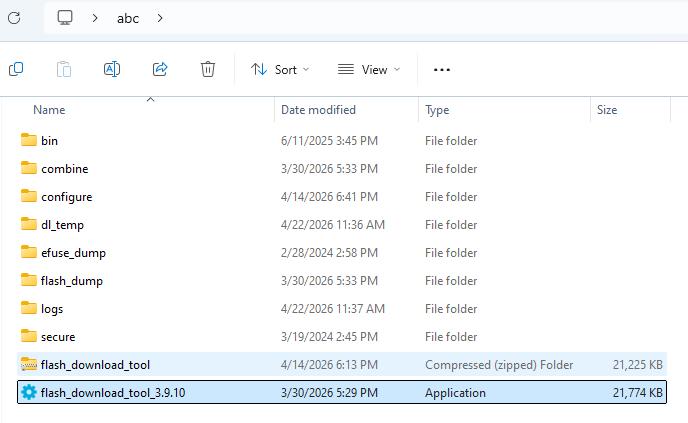 abc
Sort View
Name Date modified Type Size
bin 6/11/2025 3:45 PM File folder
combine 3/30/2026 5:33 PM File folder
configure 4/14/2026 6:41 PM File folder
dl_temp 4/22/2026 11:36 AM File folder
efuse_dump 2/28/2024 2:58 PM File folder
flash_dump 3/30/2026 5:33 PM File folder
logs 4/22/2026 11:37 AM File folder
secure 3/19/2024 2:45 PM File folder
flash_download_tool 4/14/2026 6:13 PM Compressed (zipped) Folder 21,225 KB
flash_download_tool_3.9.10 3/30/2026 5:29 PM Application 21,774 KB